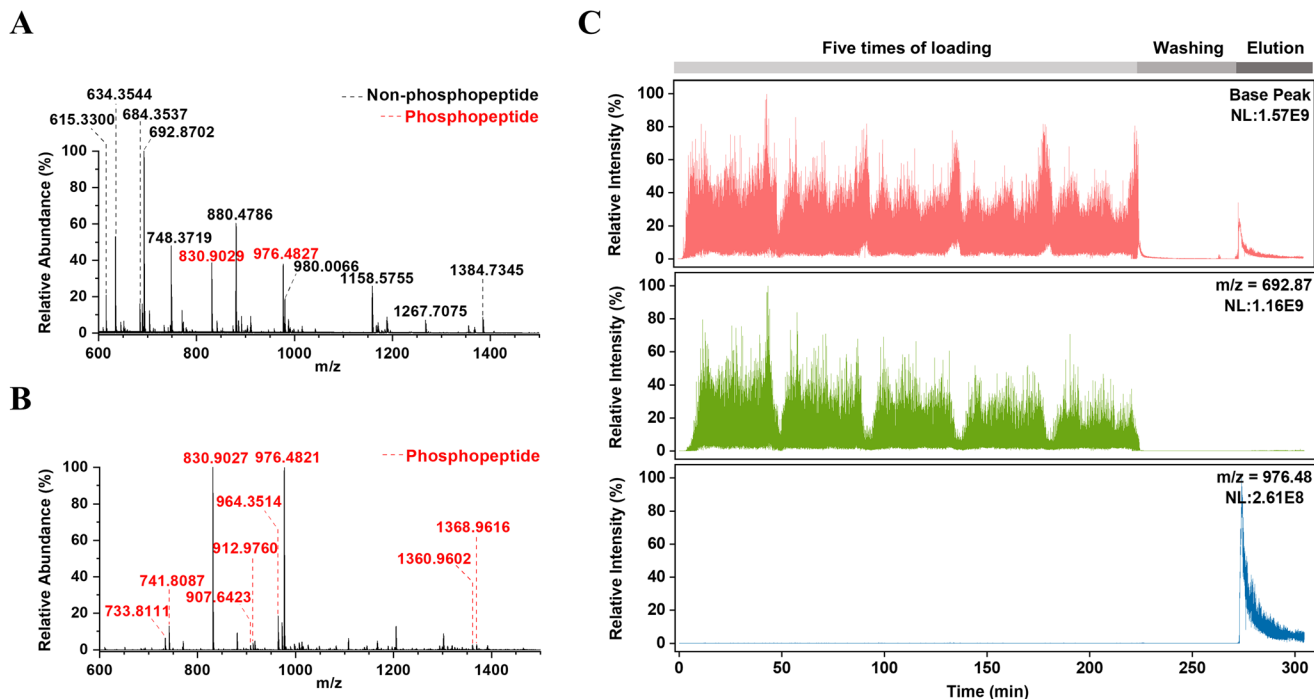 A
634.3544
615.3300
684.3537
692.8702
---Non-phosphopeptide
---Phosphopeptide
Relative Abundance (%)
100
80
60
40
20
0
748.3719
830.9029
880.4786
976.4827
980.0066
1158.5755
1267.7075
1384.7345
600
800
1000
1200
1400
m/z
B
830.9027
976.4821
---Phosphopeptide
964.3514
912.9760
907.6423
741.8087
733.8111
1368.9616
1360.9602
Relative Abundance (%)
100
80
60
40
20
0
600
800
1000
1200
1400
m/z
C
Five times of loading
Washing
Elution
Base Peak
NL:1.57E9
Relative Intensity (%)
100
80
60
40
20
0
m/z = 692.87
NL:1.16E9
Relative Intensity (%)
100
80
60
40
20
0
m/z = 976.48
NL:2.61E8
Relative Intensity (%)
100
80
60
40
20
0
0
50
100
150
200
250
300
Time (min)